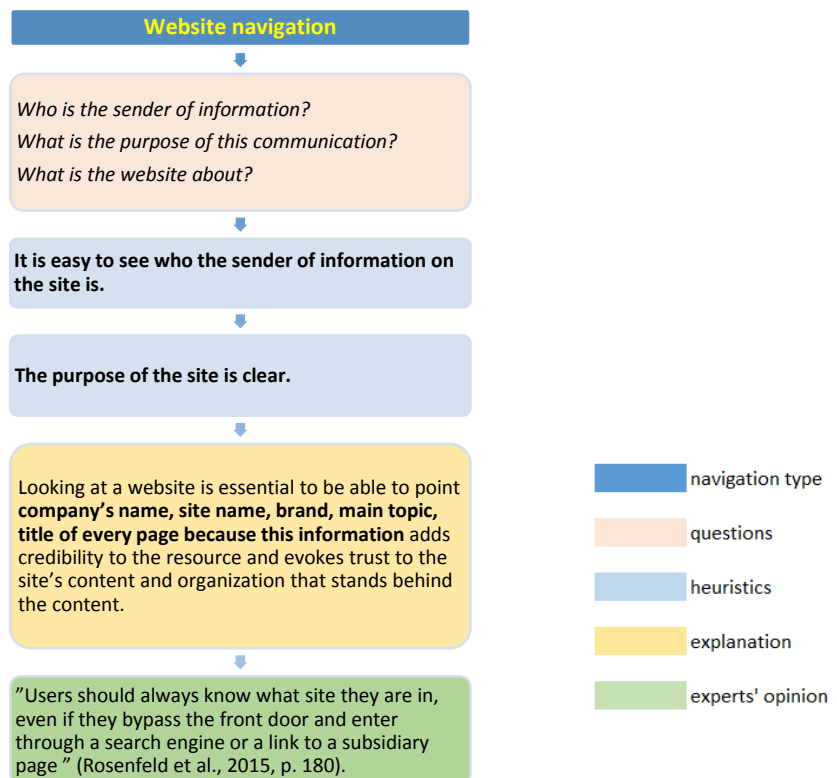 Website navigation
Who is the sender of information?
What is the purpose of this communication?
What is the website about?
It is easy to see who the sender of information on
the site is.
The purpose of the site is clear.
Looking at a website is essential to be able to point
company’s name, site name, brand, main topic,
title of every page because this information adds
credibility to the resource and evokes trust to the
site’s content and organization that stands behind
the content.
”Users should always know what site they are in,
even if they bypass the front door and enter
through a search engine or a link to a subsidiary
page ” (Rosenfeld et al., 2015, p. 180).
navigation type
questions
heuristics
explanation
experts' opinion